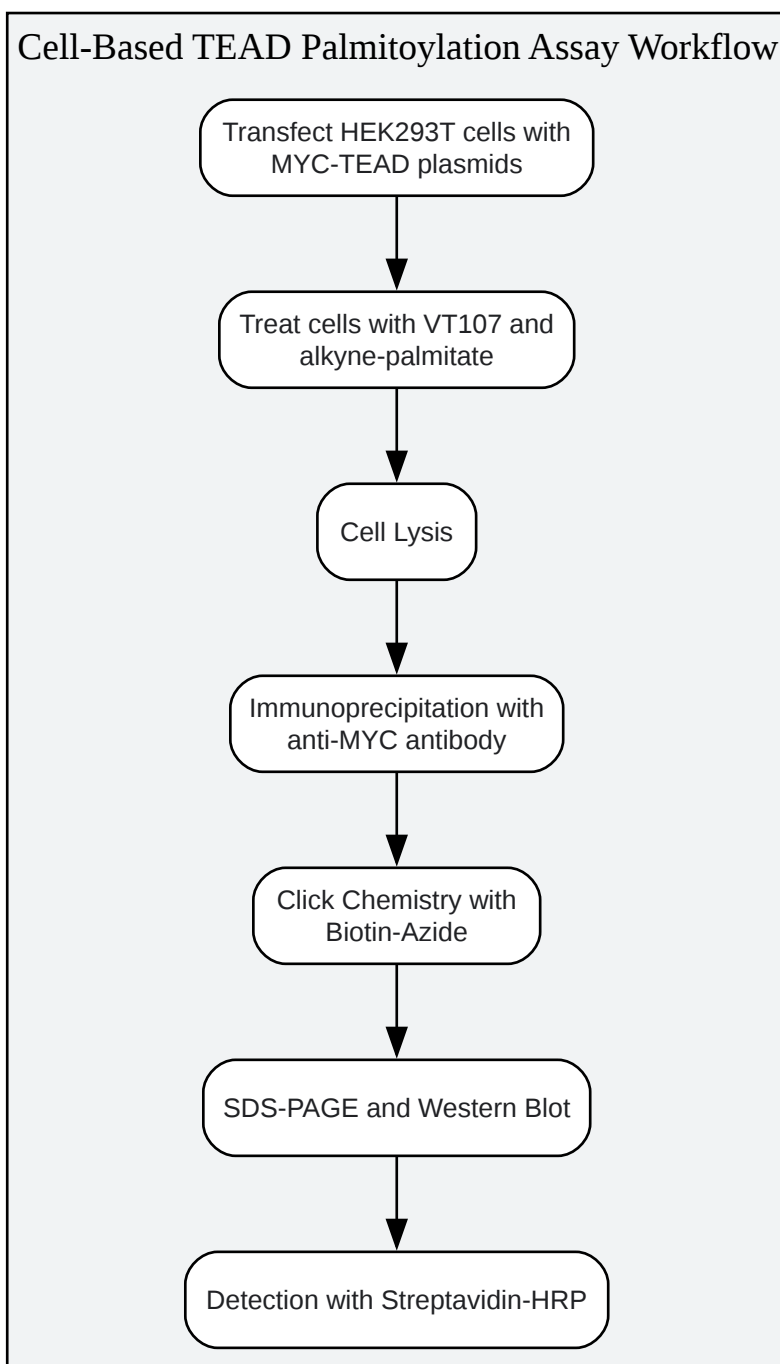 Cell-Based TEAD Palmitoylation Assay Workflow
Transfect HEK293T cells with
MYC-TEAD plasmids
Treat cells with VT107 and
alkyne-palmitate
Cell Lysis
Immunoprecipitation with
anti-MYC antibody
Click Chemistry with
Biotin-Azide
SDS-PAGE and Western Blot
Detection with Streptavidin-HRP